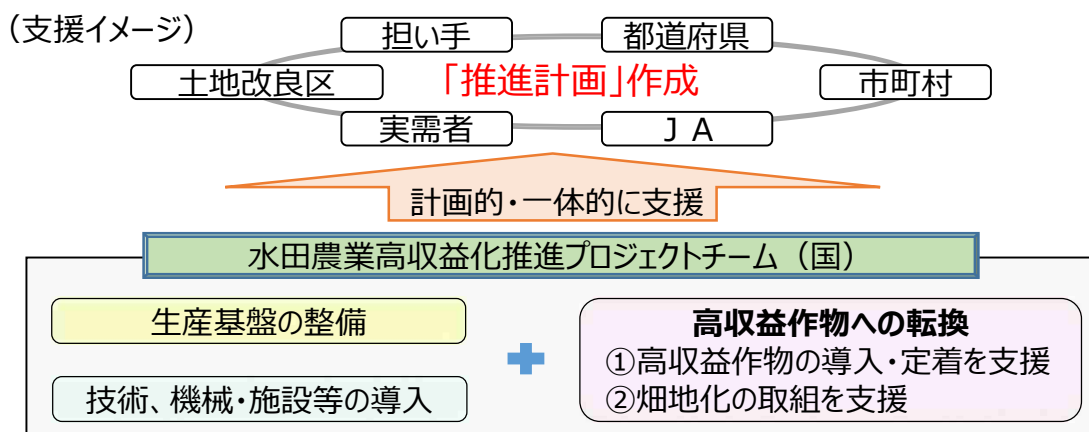 （支援イメージ）
担い手
都道府県
土地改良区
「推進計画」作成
市町村
実需者
ＪＡ
計画的・一体的に支援
水田農業高収益化推進プロジェクトチーム（国）
生産基盤の整備
技術、機械・施設等の導入
高収益作物への転換
①高収益作物の導入・定着を支援
②畑地化の取組を支援